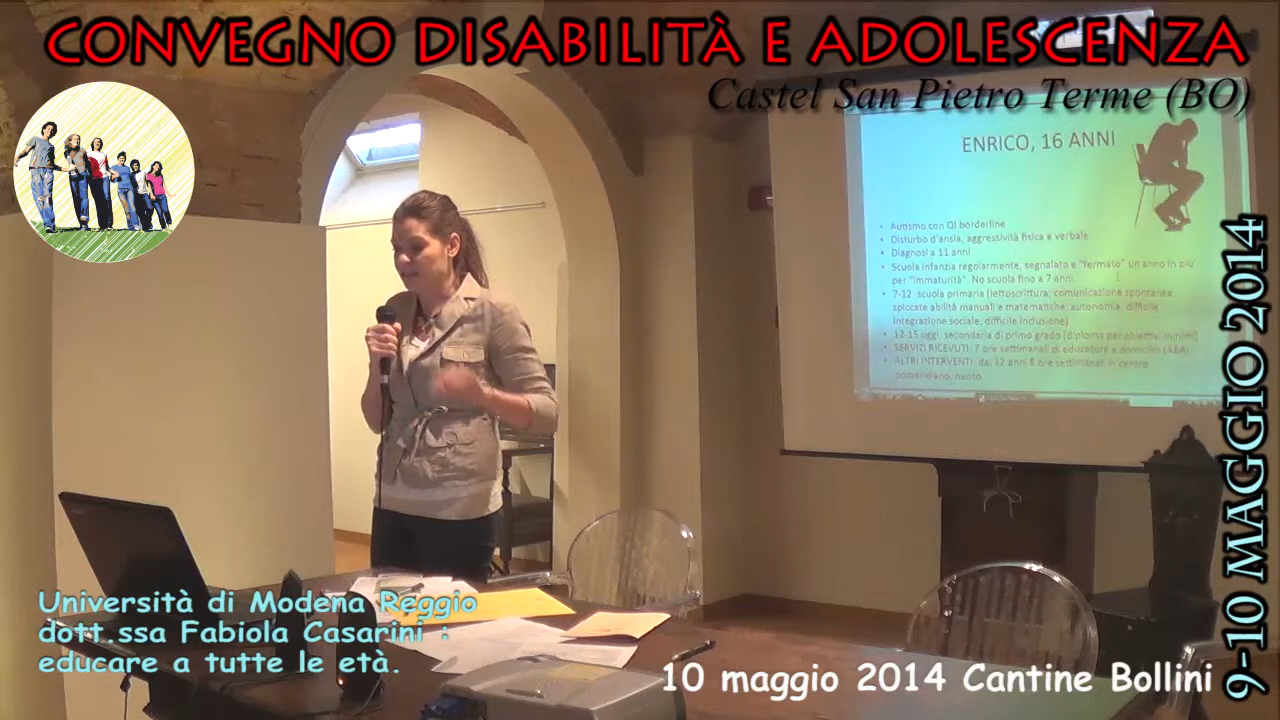 CONVEGNO DISABILITÀ E ADOLESCENZA
Castel San Pietro Terme (BO)
ENRICO, 16 ANNI
• Autismo con QI borderline
• Disturbo d'ansia, aggressività fisica e verbale
• Diagnosi a 11 anni
• Scuola infanzia regolarmente, segnalato e "fermato" un anno in più
per "immaturità". No scuola fino a 7 anni
• 7-12 scuola primaria (lettoscrittura, comunicazione spontanea,
spiccate abilità manuali e matematiche, autonomia, difficile
integrazione sociale, difficile inclusione)
• 12-15 oggi secondaria di primo grado (diploma per obiettivi minimi)
• SERVIZI RICEVUTI: 7 ore settimanali di educatore a domicilio (ABA)
• ALTRI INTERVENTI: dai 12 anni 8 ore settimanali in centro
pomeridiano, nuoto
9-10 MAGGIO 2014
Università di Modena Reggio
dott.ssa Fabiola Casarini :
educare a tutte le età.
10 maggio 2014 Cantine Bollini